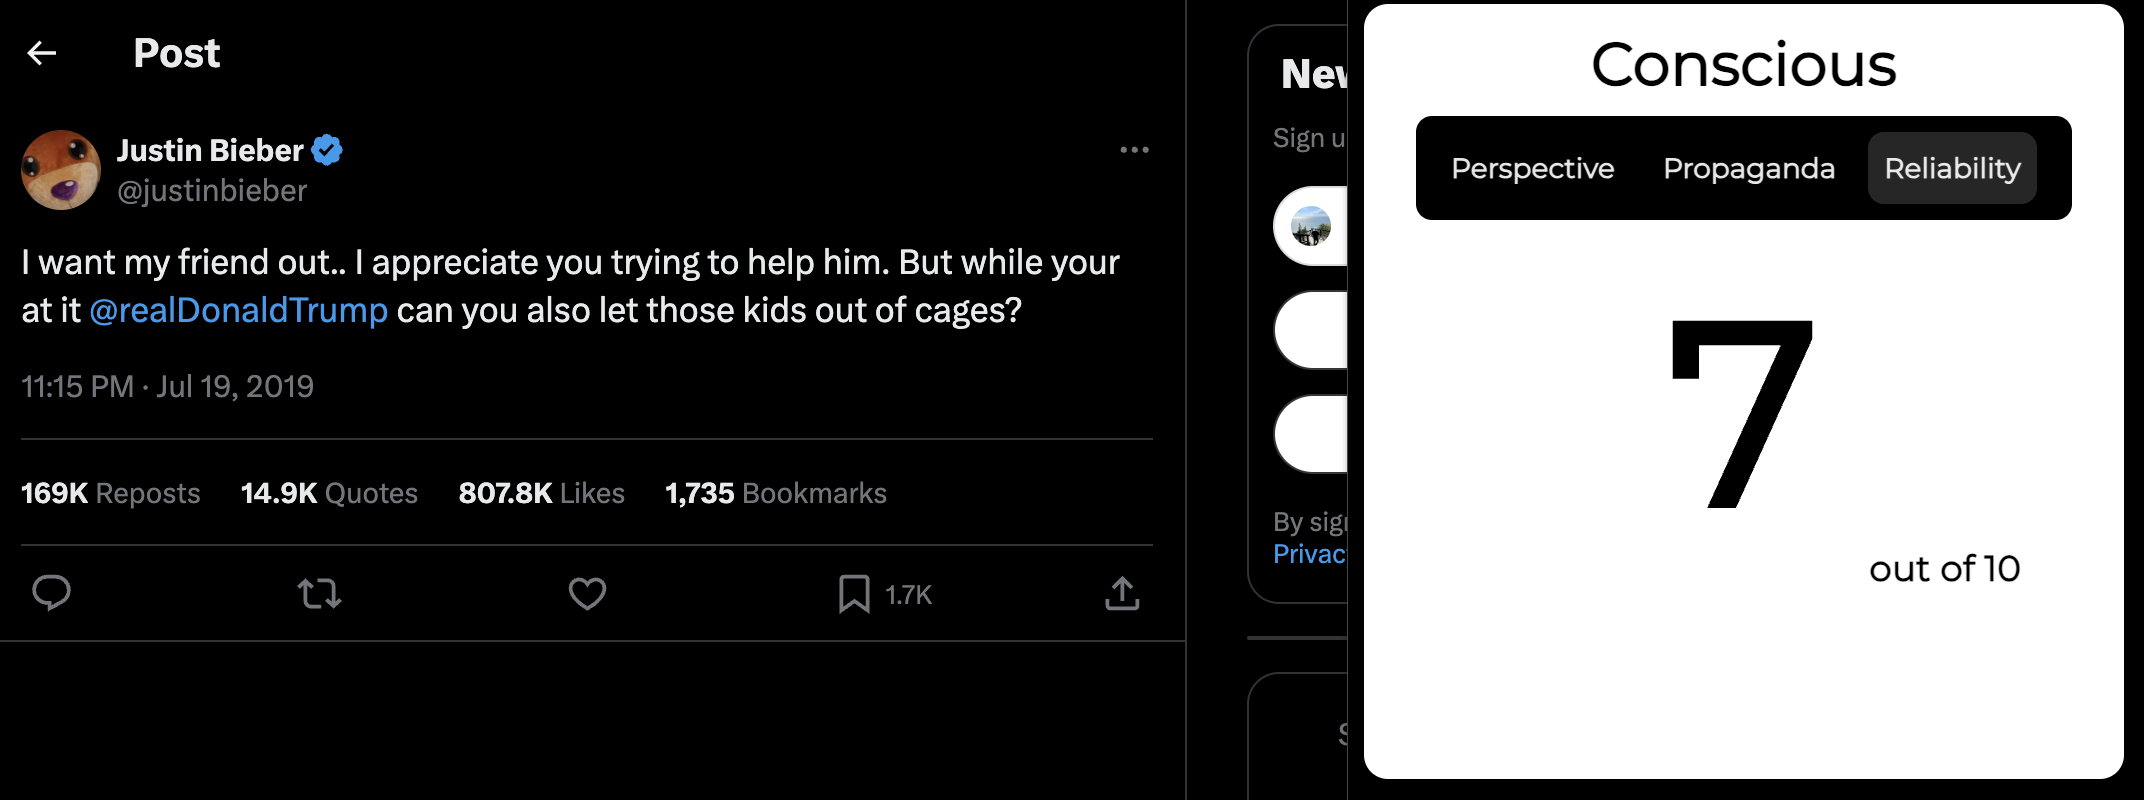 Post
Justin Bieber
@justinbieber
I want my friend out.. I appreciate you trying to help him. But while your
at it @realDonaldTrump can you also let those kids out of cages?
11:15 PM · Jul 19, 2019
169K Reposts 14.9K Quotes 807.8K Likes 1,735 Bookmarks
1.7K
Sign u
By
Conscious
Perspective Propaganda Reliability
7
out of 10